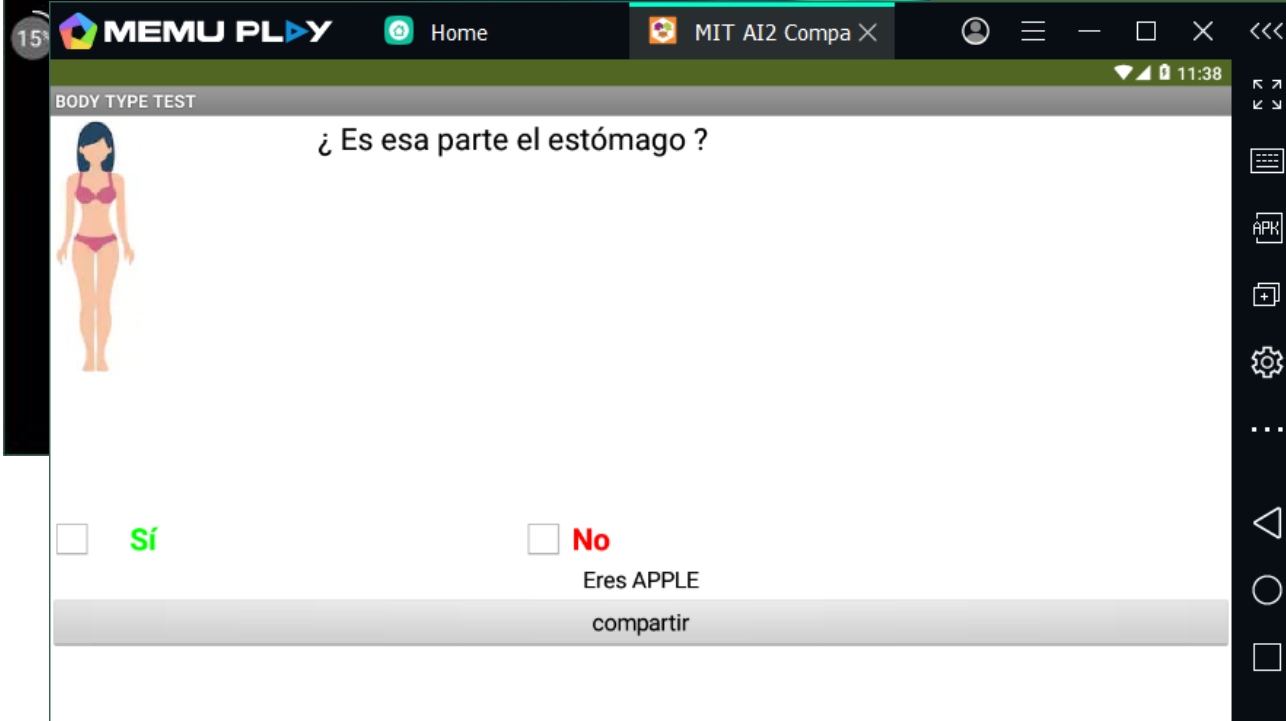 15%
MEMU PLAY
Home
MIT AI2 Compa
11:38
BODY TYPE TEST
¿ Es esa parte el estómago ?
APK
Sí
No
Eres APPLE
compartir